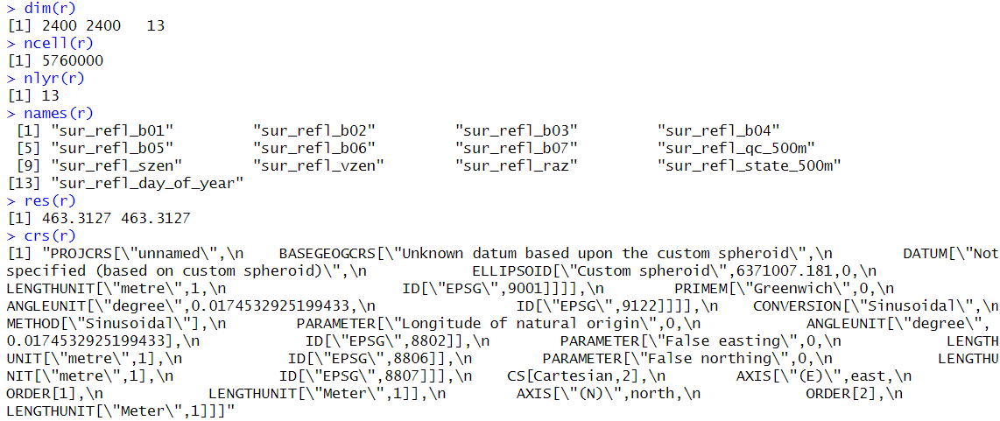 > dim(r)
[1] 2400 2400   13
> ncell(r)
[1] 5760000
> nlyr(r)
[1] 13
> names(r)
 [1] "sur_refl_b01"         "sur_refl_b02"         "sur_refl_b03"         "sur_refl_b04"
 [5] "sur_refl_b05"         "sur_refl_b06"         "sur_refl_b07"         "sur_refl_qc_500m"
 [9] "sur_refl_szen"        "sur_refl_vzen"        "sur_refl_raz"         "sur_refl_state_500m"
[13] "sur_refl_day_of_year"
> res(r)
[1] 463.3127 463.3127
> crs(r)
[1] "PROJCRS[\"unnamed\",\n    BASEGEOGCRS[\"Unknown datum based upon the custom spheroid\",\n        DATUM[\"Not
specified (based on custom spheroid)\",\n            ELLIPSOID[\"Custom spheroid\",6371007.181,0,\n
LENGTHUNIT[\"metre\",1,\n                    ID[\"EPSG\",9001]]]],\n        PRIMEM[\"Greenwich\",0,\n
ANGLEUNIT[\"degree\",0.0174532925199433,\n                ID[\"EPSG\",9122]]]],\n    CONVERSION[\"Sinusoidal\",\n
METHOD[\"Sinusoidal\"],\n        PARAMETER[\"Longitude of natural origin\",0,\n            ANGLEUNIT[\"degree\",
0.0174532925199433],\n            ID[\"EPSG\",8802]],\n        PARAMETER[\"False easting\",0,\n            LENGTH
UNIT[\"metre\",1],\n            ID[\"EPSG\",8806]],\n        PARAMETER[\"False northing\",0,\n            LENGTHU
NIT[\"metre\",1],\n            ID[\"EPSG\",8807]]],\n    CS[Cartesian,2],\n        AXIS[\"(E)\",east,\n
ORDER[1],\n            LENGTHUNIT[\"Meter\",1]],\n        AXIS[\"(N)\",north,\n            ORDER[2],\n
LENGTHUNIT[\"Meter\",1]]]"